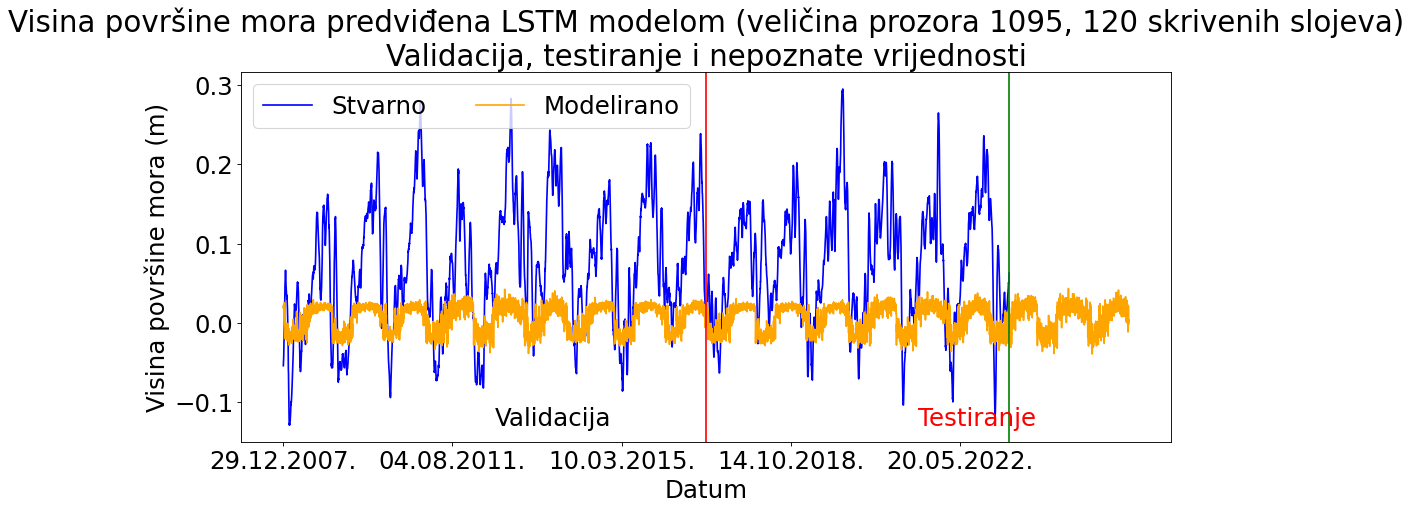 Visina površine mora predviđena LSTM modelom (veličina prozora 1095, 120 skrivenih slojeva)
Validacija, testiranje i nepoznate vrijednosti
Stvarno
Modelirano
Visina površine mora (m)
0.3
0.2
0.1
0.0
−0.1
Validacija
Testiranje
29.12.2007.
04.08.2011.
10.03.2015.
14.10.2018.
20.05.2022.
Datum